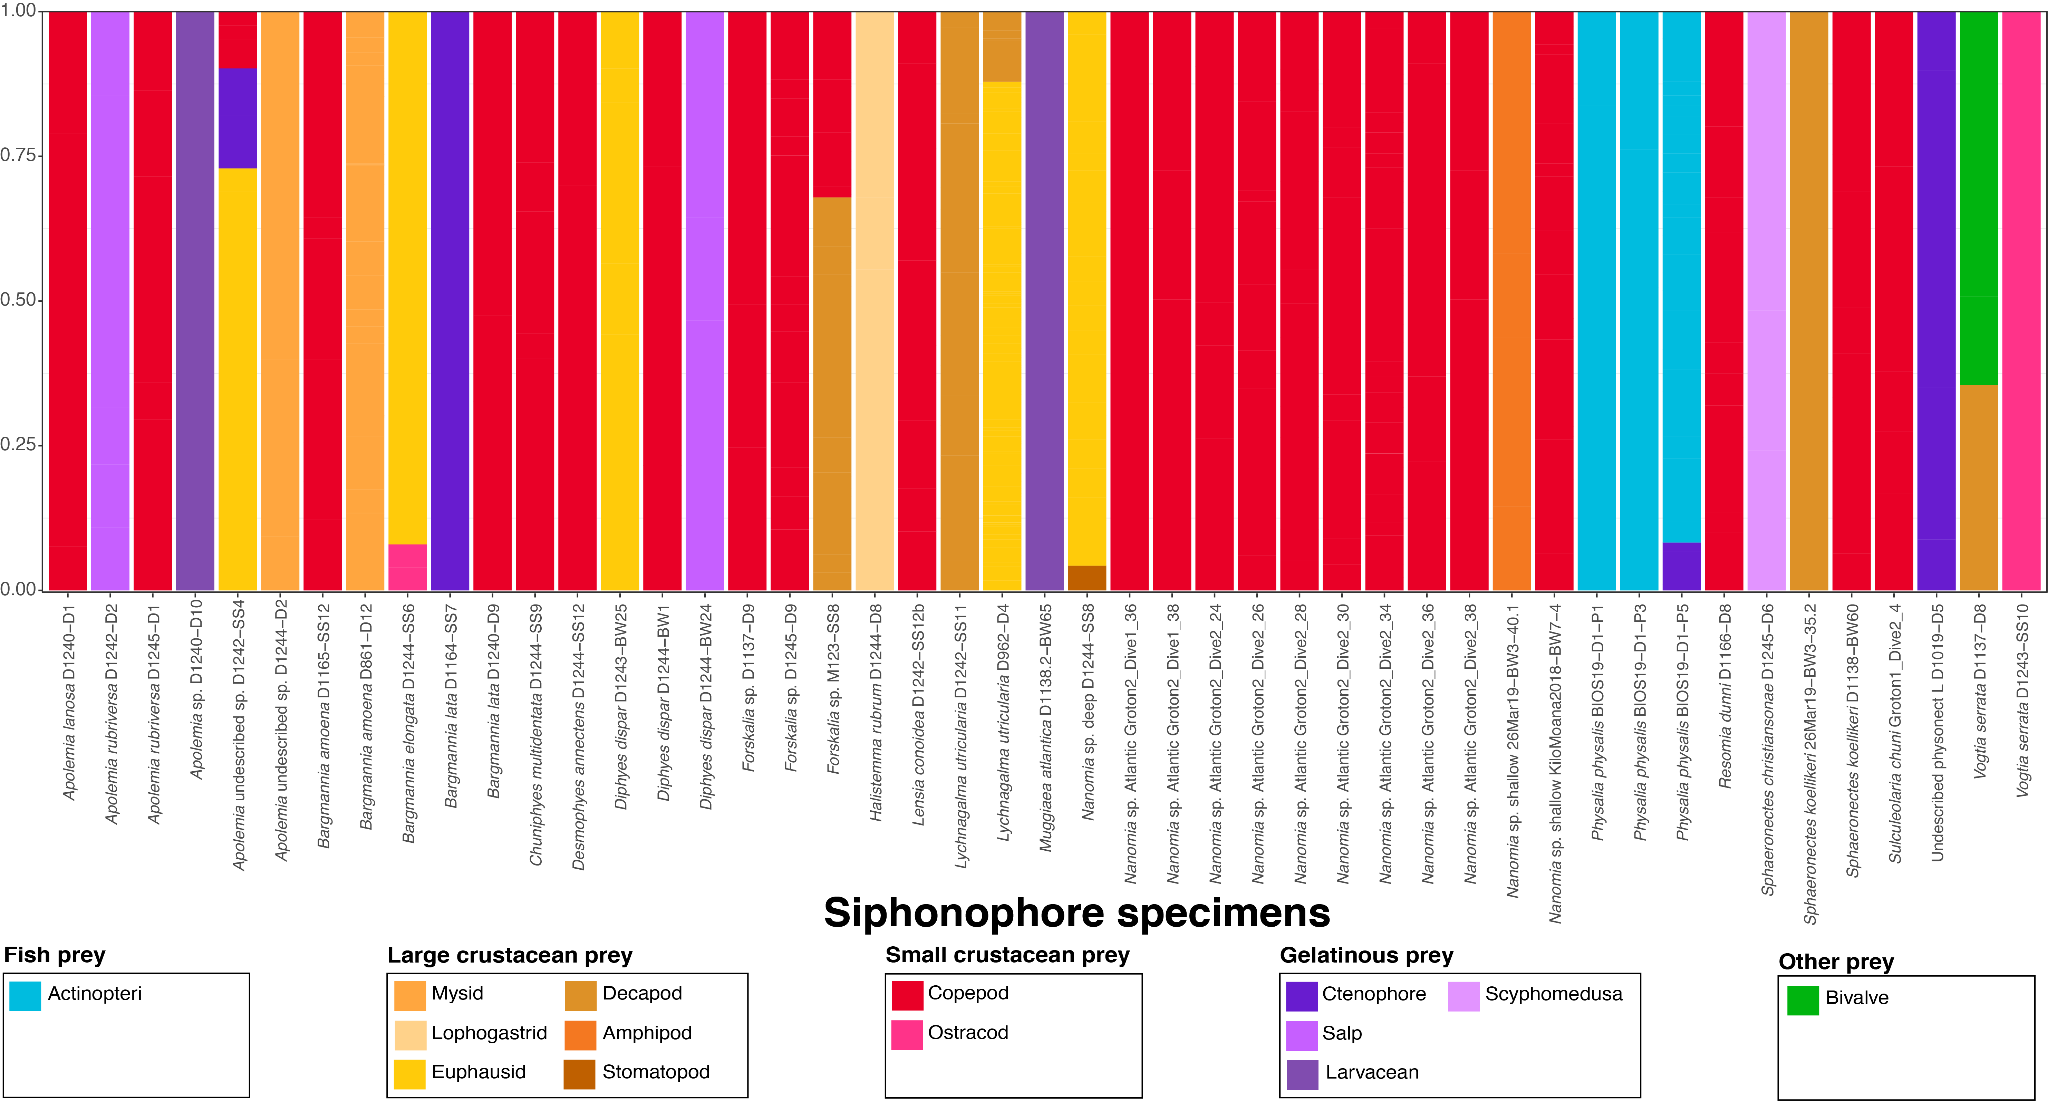 1.00
0.75
0.50
0.25
0.00
Apolemia lanosa D1240–D1
Apolemia rubriversa D1242–D2
Apolemia rubriversa D1245–D1
Apolemia sp. D1240–D10
Apolemia undescribed sp. D1242–SS4
Apolemia undescribed sp. D1244–D2
Bargmannia amoena D1165–SS12
Bargmannia amoena D861–D12
Bargmannia elongata D1244–SS6
Bargmannia lata D1164–SS7
Bargmannia lata D1240–D9
Chuniphyes multidentata D1244–SS9
Desmophyes annectens D1244–SS12
Diphyes dispar D1243–BW25
Diphyes dispar D1244–BW1
Diphyes dispar D1244–BW24
Forskalia sp. D1137–D9
Forskalia sp. D1245–D9
Forskalia sp. M123–SS8
Halistemma rubrum D1244–D8
Lensia conoidea D1242–SS12b
Lychnagalma utricularia D1242–SS11
Lychnagalma utricularia D962–D4
Muggiaea atlantica D1138.2–BW65
Nanomia sp. deep D1244–SS8
Nanomia sp. Atlantic Groton2_Dive1_36
Nanomia sp. Atlantic Groton2_Dive1_38
Nanomia sp. Atlantic Groton2_Dive2_24
Nanomia sp. Atlantic Groton2_Dive2_26
Nanomia sp. Atlantic Groton2_Dive2_28
Nanomia sp. Atlantic Groton2_Dive2_30
Nanomia sp. Atlantic Groton2_Dive2_34
Nanomia sp. Atlantic Groton2_Dive2_36
Nanomia sp. Atlantic Groton2_Dive2_38
Nanomia sp. shallow 26Mar19–BW3–40.1
Nanomia sp. shallow KiloMoana2018–BW7–4
Physalia physalis BIOS19–D1–P1
Physalia physalis BIOS19–D1–P3
Physalia physalis BIOS19–D1–P5
Resomia dunni D1166–D8
Sphaeronectes christiansonae D1245–D6
Sphaeronectes koellikeri 26Mar19–BW3–35.2
Sphaeronectes koellikeri D1138–BW60
Sulculeolaria chuni Groton1_Dive2_4
Undescribed physonect L D1019–D5
Vogtia serrata D1137–D8
Vogtia serrata D1243–SS10
Siphonophore specimens
Fish prey
Actinopteri
Large crustacean prey
Mysid
Decapod
Lophogastrid
Amphipod
Euphausid
Stomatopod
Small crustacean prey
Copepod
Ostracod
Gelatinous prey
Ctenophore
Scyphomedusa
Salp
Larvacean
Other prey
Bivalve